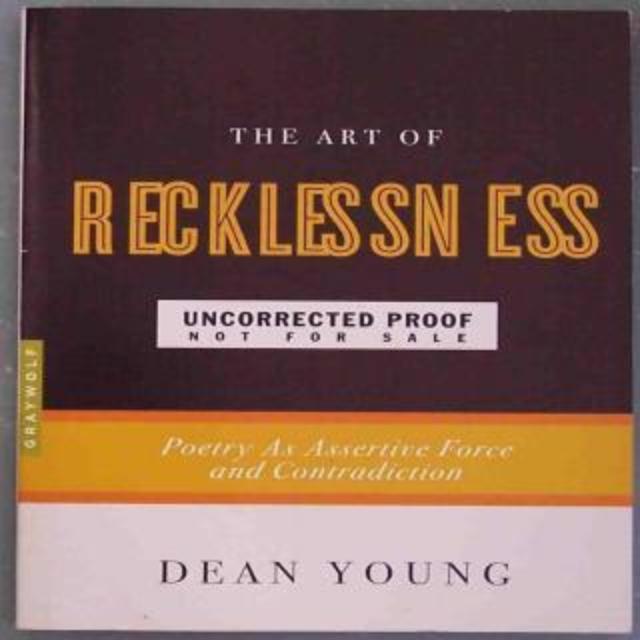 THE ART OF
RECKLESSNESS
UNCORRECTED PROOF
NOT FOR SALE
GRAYWOLF
Poetry As Assertive Force
and Contradiction
DEAN YOUNG